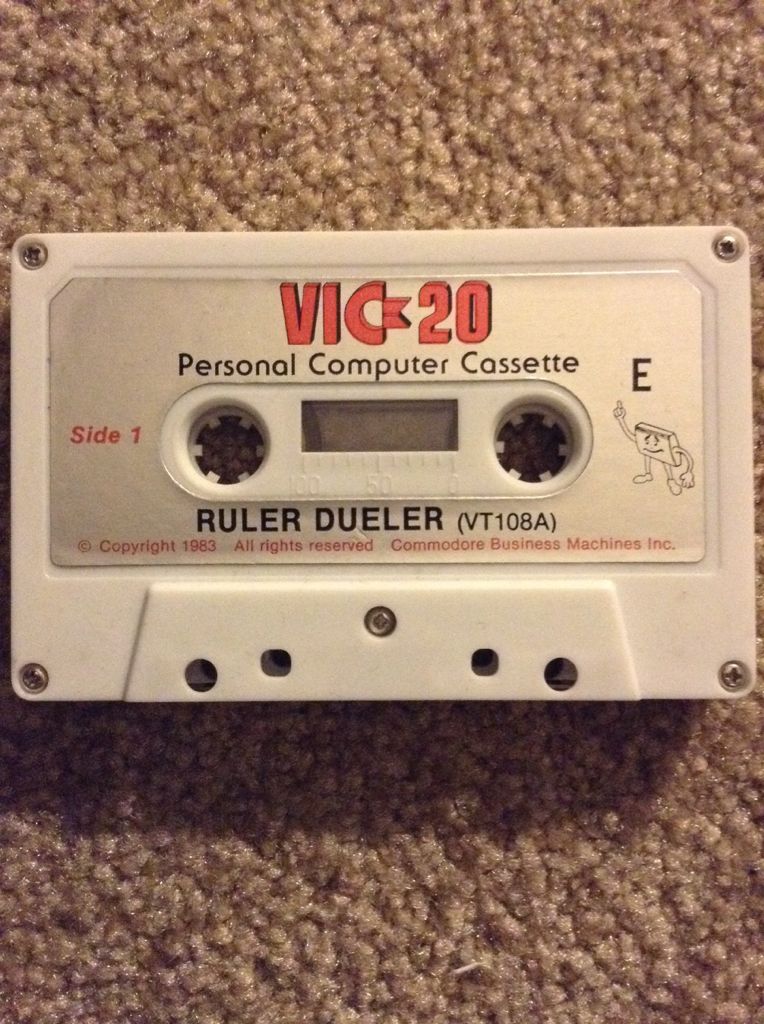 VIC 20
Personal Computer Cassette
E
Side 1
100 50 0
RULER DUELER (VT108A)
© Copyright 1983 All rights reserved Commodore Business Machines Inc.